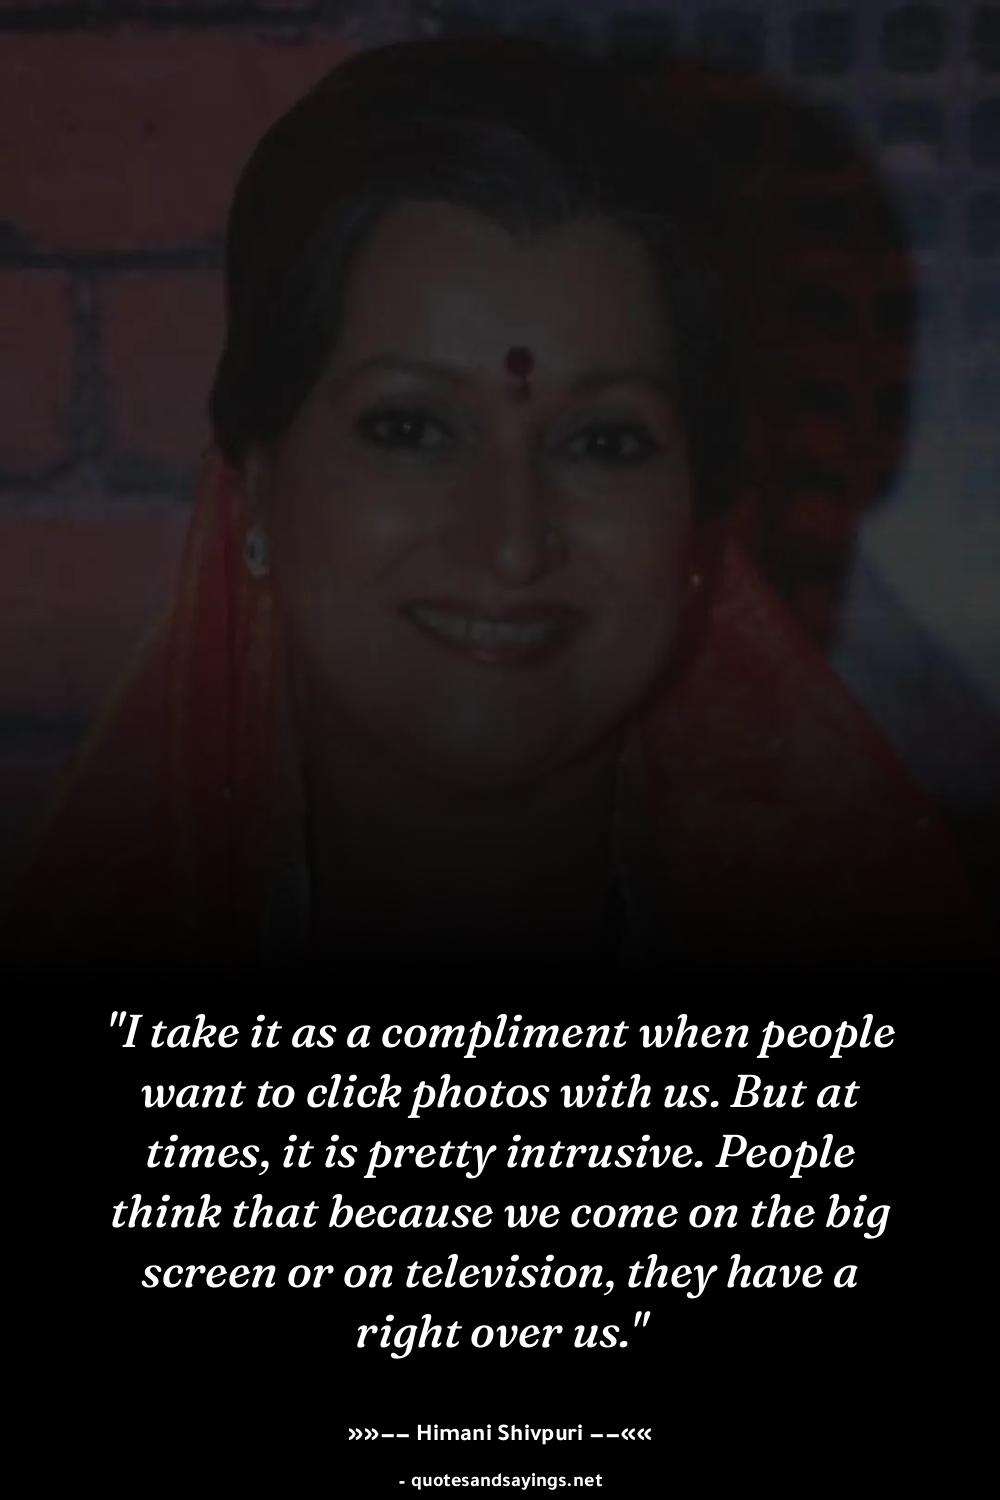 "I take it as a compliment when people
want to click photos with us. But at
times, it is pretty intrusive. People
think that because we come on the big
screen or on television, they have a
right over us."
»»−− Himani Shivpuri −−««
- quotesandsayings.net